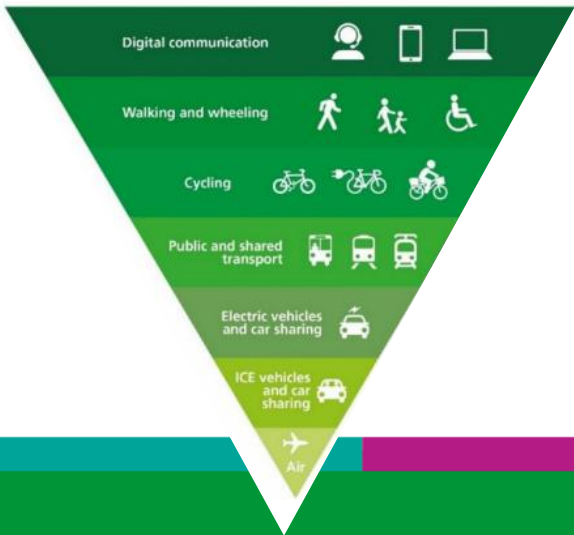 Digital communication
Walking and wheeling
Cycling
Public and shared
transport
Electric vehicles
and car sharing
ICE vehicles
and car
sharing
Air